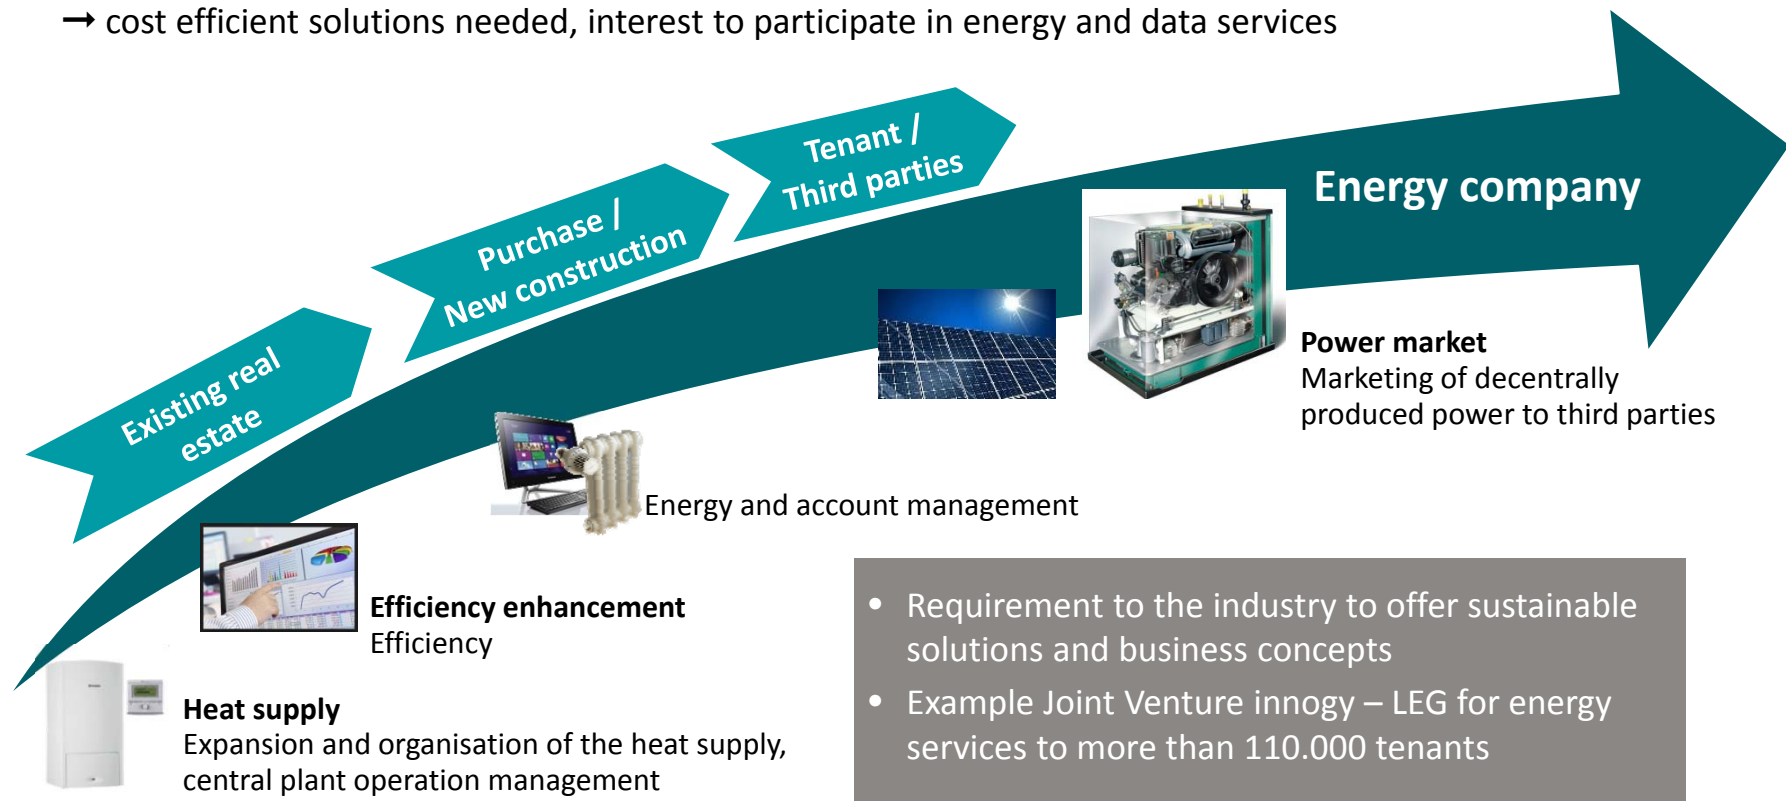 → cost efficient solutions needed, interest to participate in energy and data services
Tenant /
Third parties
Energy company
Purchase /
New construction
Existing real
estate
Power market
Marketing of decentrally
produced power to third parties
Energy and account management
Efficiency enhancement
Efficiency
Heat supply
Expansion and organisation of the heat supply,
central plant operation management
• Requirement to the industry to offer sustainable
solutions and business concepts
• Example Joint Venture innogy – LEG for energy
services to more than 110.000 tenants